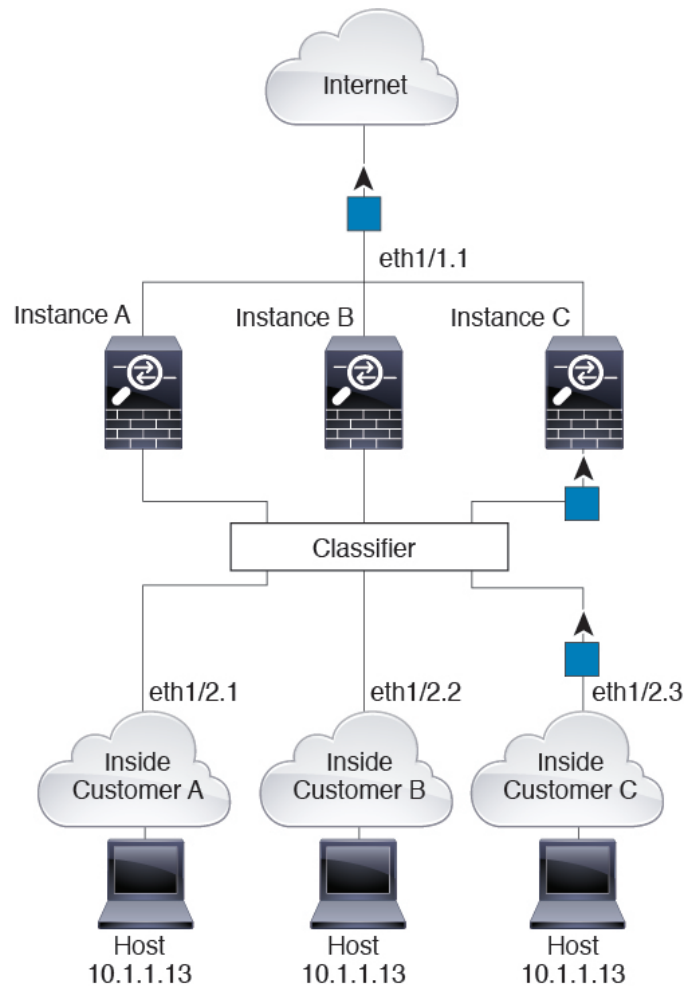 Internet
eth1/1.1
Instance A
Instance B
Instance C
Classifier
eth1/2.1
eth1/2.2
eth1/2.3
Inside
Customer A
Inside
Customer B
Inside
Customer C
Host
10.1.1.13
Host
10.1.1.13
Host
10.1.1.13